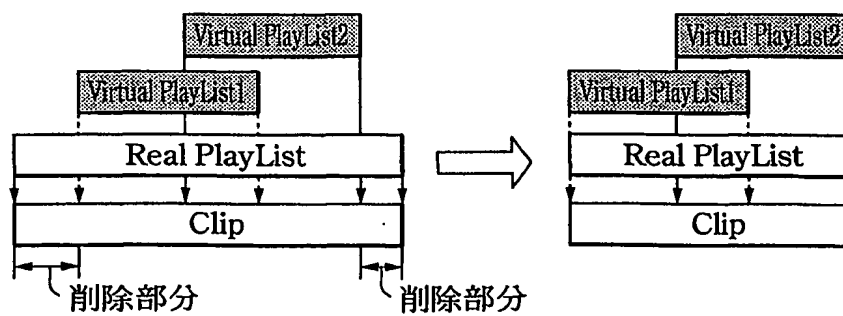 Virtual PlayList2
Virtual PlayList1
Real PlayList
Clip
削除部分
削除部分
Virtual PlayList2
Virtual PlayList1
Real PlayList
Clip